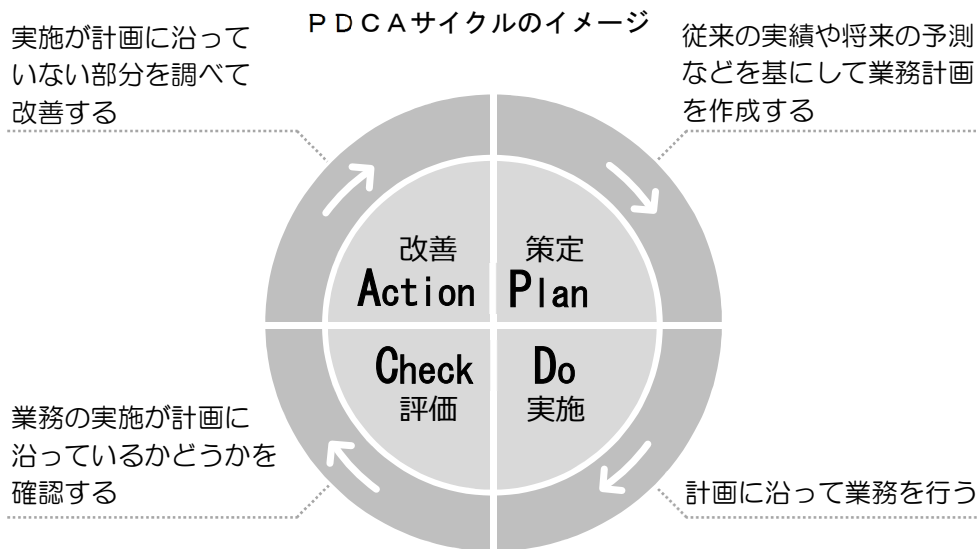 ＰＤＣＡサイクルのイメージ
実施が計画に沿って
いない部分を調べて
改善する
従来の実績や将来の予測
などを基にして業務計画
を作成する
改善
Action
策定
Plan
Check
評価
Do
実施
業務の実施が計画に
沿っているかどうかを
確認する
計画に沿って業務を行う